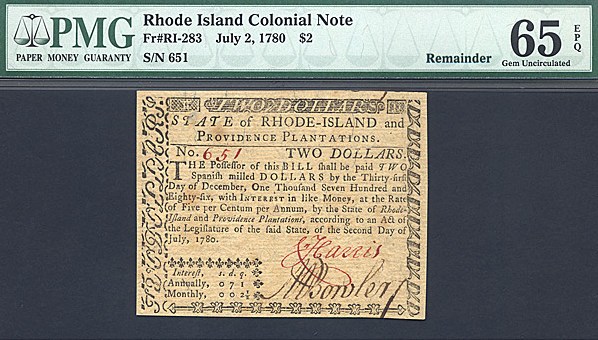 PMG
PAPER MONEY GUARANTY
Rhode Island Colonial Note
Fr#RI-283 July 2, 1780 $2
S/N 651
Remainder
65 EPQ
Gem Uncirculated
TWO DOLLARS
STATE of RHODE-ISLAND and
PROVIDENCE PLANTATIONS.
No. 651 TWO DOLLARS.
THE Possessor of this BILL shall be paid TWO
Spanish milled DOLLARS by the Thirty-first
Day of December, One Thousand Seven Hundred and
Eighty-six, with INTEREST in like Money, at the Rate
of Five per Centum per Annum, by the State of Rhode-
Island and Providence Plantations, according to an Act of
the Legislature of the said State, of the Second Day of
July, 1780.
Harris
Interest, s. d. q.
Annually, 0 7 1
Monthly, 0 0 2⅖
Bowler